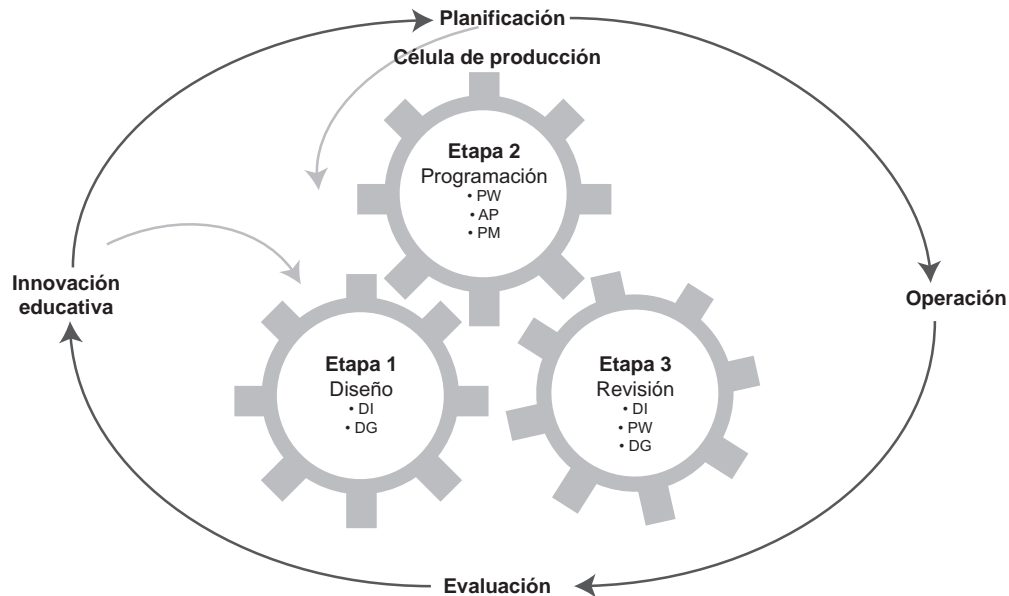 Planificación
Célula de producción
Etapa 2
Programación
• PW
• AP
• PM
Innovación
educativa
Operación
Etapa 1
Diseño
• DI
• DG
Etapa 3
Revisión
• DI
• PW
• DG
Evaluación